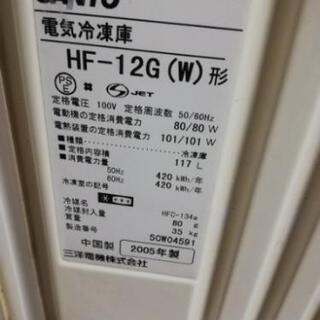 SANYO
電気冷凍庫
HF-12G(W)形
PS E JET
定格電圧 100V 定格周波数 50/60Hz
電動機の定格消費電力 80/80 W
電熱装置の定格消費電力 101/101 W
■種類 冷凍庫
■定格内容積 117 L
■消費電力量
50Hz 420 kWh/年
60Hz 420 kWh/年
冷凍室の記号
冷媒名 HFC-134a
冷媒封入量 80 g
質量 35 kg
製造番号 SCW04591
中国製 2005年製
三洋電機株式会社